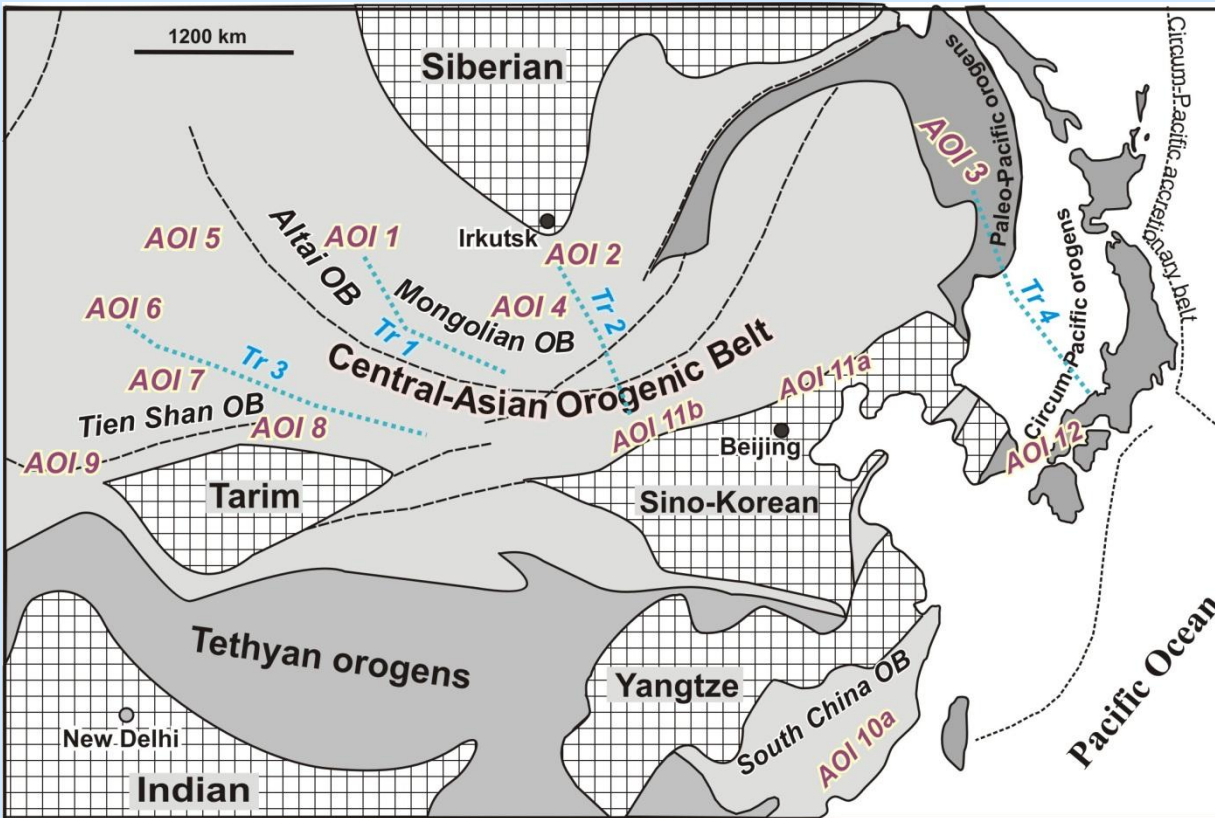 1200 km
Siberian
Circum-Pacific accretionary belt
Paleo-Pacific orogens
AOI 3
AOI 5
AOI 1
Irkutsk
AOI 2
Altai OB
Mongolian OB
AOI 4
Tr 2
Circum-Pacific orogens
Tr 4
AOI 6
Tr 3
Tr 1
Central-Asian Orogenic Belt
AOI 7
Tien Shan OB
AOI 8
AOI 11a
AOI 11b
Beijing
AOI 12
AOI 9
Tarim
Sino-Korean
Tethyan orogens
Yangtze
South China OB
AOI 10a
Pacific Ocean
New Delhi
Indian